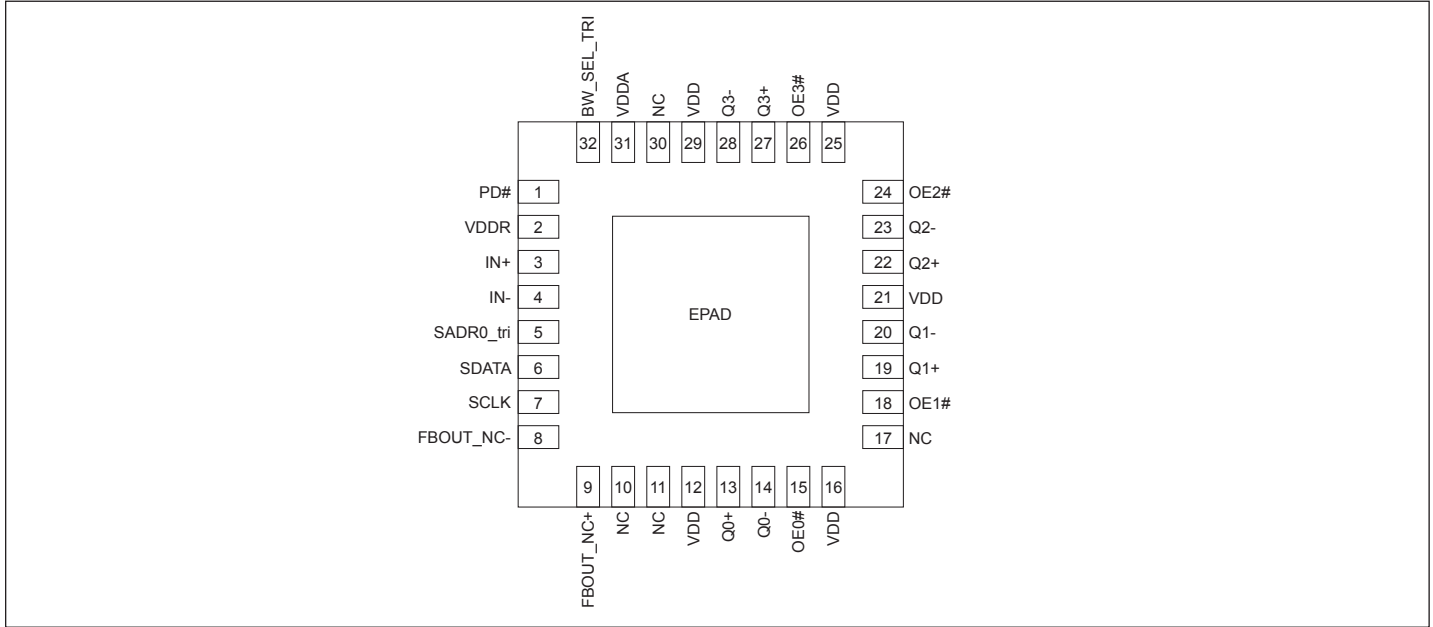 BW_SEL_TRI
VDDA
NC
VDD
Q3-
Q3+
OE3#
VDD
32 31 30 29 28 27 26 25
PD# 1
VDDR 2
IN+ 3
IN- 4
SADR0_tri 5
SDATA 6
SCLK 7
FBOUT_NC- 8
EPAD
24 OE2#
23 Q2-
22 Q2+
21 VDD
20 Q1-
19 Q1+
18 OE1#
17 NC
9 10 11 12 13 14 15 16
FBOUT_NC+
NC
NC
VDD
Q0+
Q0-
OE0#
VDD